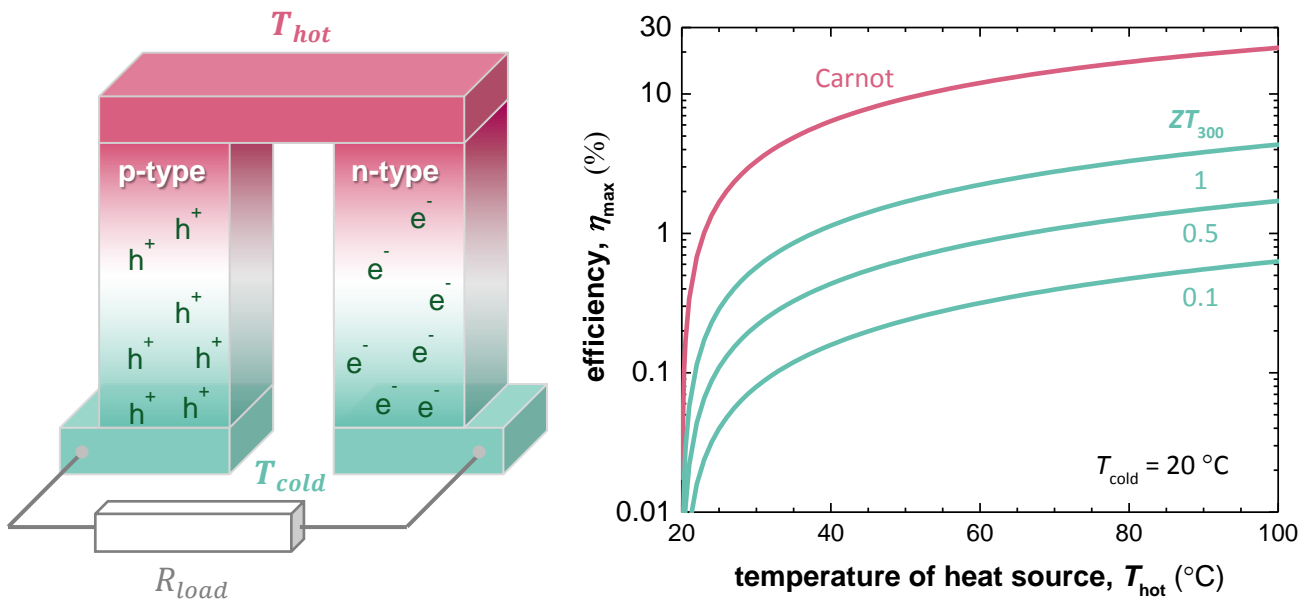 T_hot
p-type
n-type
h⁺
h⁺
h⁺
h⁺
h⁺
h⁺
h⁺
e⁻
e⁻
e⁻
e⁻
e⁻
e⁻
e⁻
T_cold
R_load
efficiency, η_max (%)
30
10
1
0.1
0.01
Carnot
ZT₃₀₀
1
0.5
0.1
T_cold = 20 °C
20
40
60
80
100
temperature of heat source, T_hot (°C)